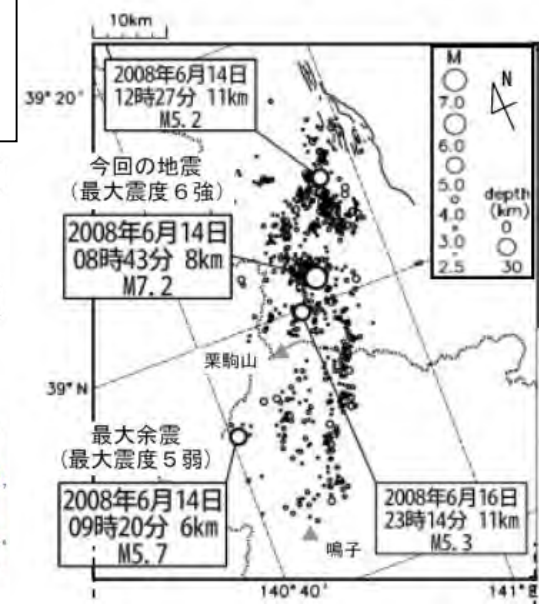 10km
39°20'
2008年6月14日
12時27分 11km
M5.2
M
7.0
6.0
5.0
4.0
3.0
2.5
N
depth
(km)
0
30
今回の地震
(最大震度6強)
2008年6月14日
08時43分 8km
M7.2
栗駒山
39°N
最大余震
(最大震度5弱)
2008年6月14日
09時20分 6km
M5.7
2008年6月16日
23時14分 11km
M5.3
鳴子
140°40'
141°E